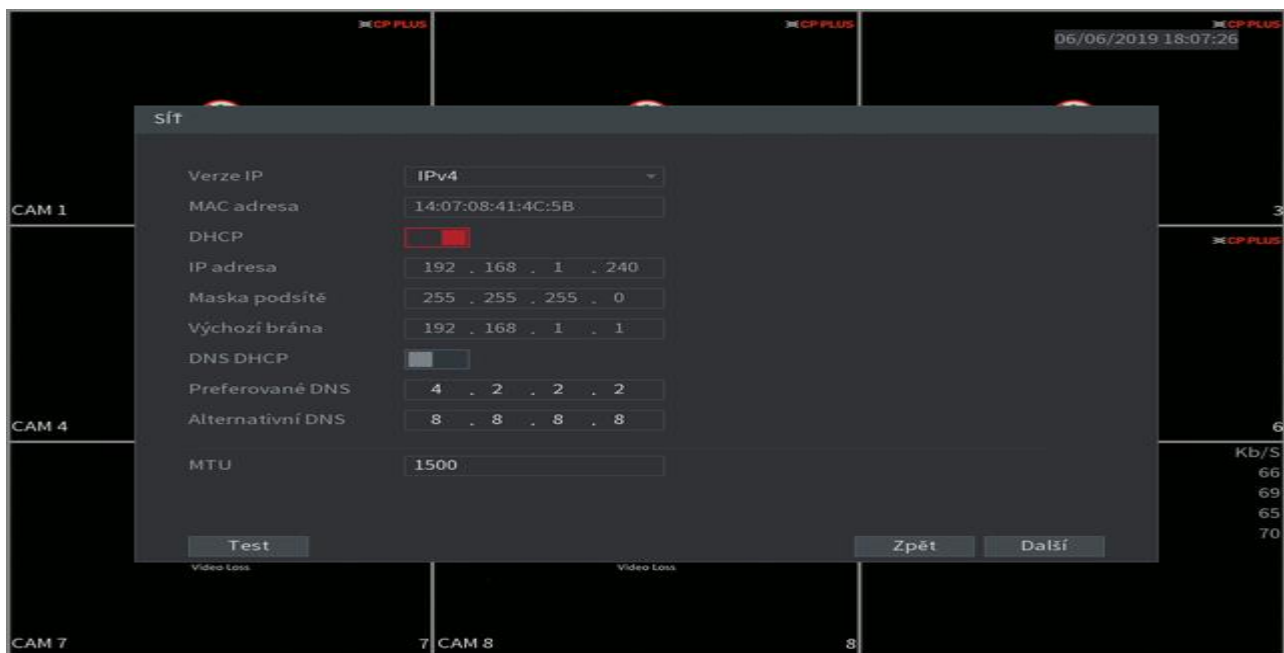 CP PLUS
CP PLUS
CP PLUS
06/06/2019 18:07:26
SÍŤ
Verze IP IPv4
CAM 1
MAC adresa 14:07:08:41:4C:5B
3
DHCP
CP PLUS
IP adresa 192 . 168 . 1 . 240
Maska podsítě 255 . 255 . 255 . 0
Výchozí brána 192 . 168 . 1 . 1
DNS DHCP
Preferované DNS 4 . 2 . 2 . 2
Alternativní DNS 8 . 8 . 8 . 8
CAM 4
6
Kb/S
MTU 1500
66
69
65
70
Test Zpět Další
Video Loss
Video Loss
CAM 7 7
CAM 8 8